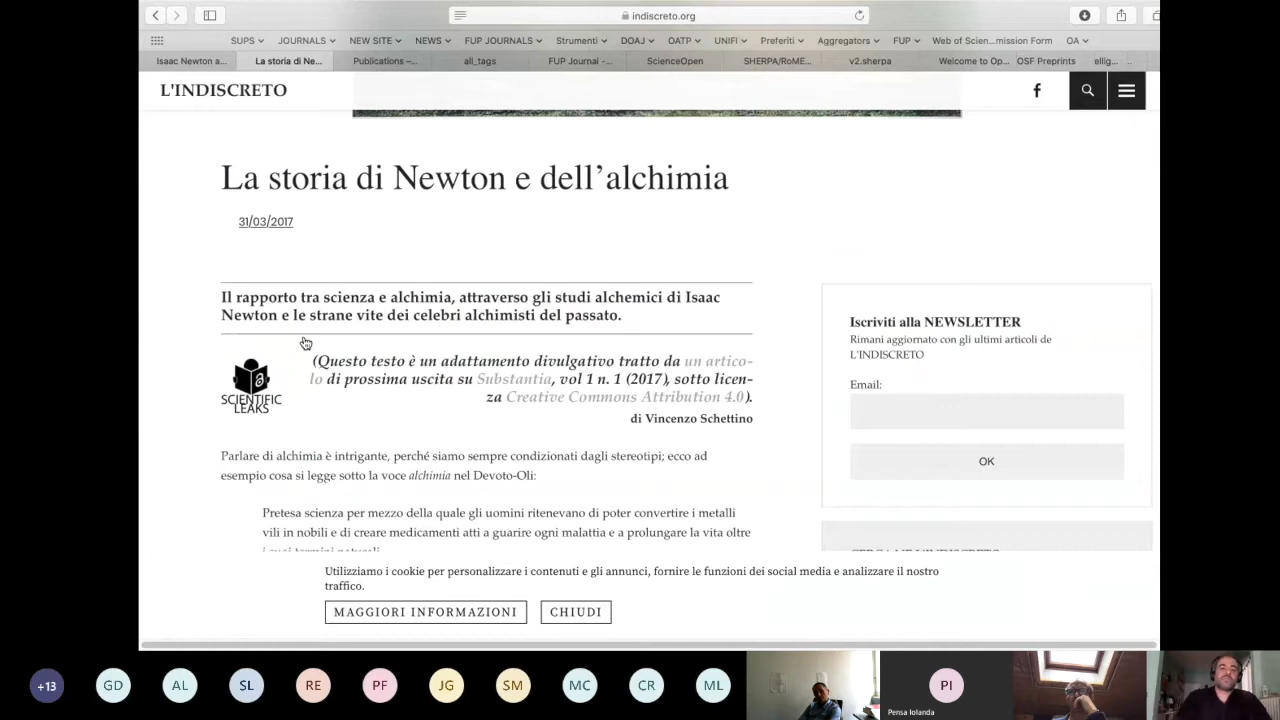 indiscreto.org
SUPS JOURNALS NEW SITE NEWS FUP JOURNALS Strumenti DOAJ OATP UNIFI Preferiti Aggregators FUP Web of Scien...mission Form OA
Isaac Newton a... La storia di Ne... Publications –... all_tags FUP Journal -... ScienceOpen SHERPA/RoME... v2.sherpa Welcome to Op... OSF Preprints ellig...
L'INDISCRETO
La storia di Newton e dell'alchimia
31/03/2017
Il rapporto tra scienza e alchimia, attraverso gli studi alchemici di Isaac
Newton e le strane vite dei celebri alchimisti del passato.
SCIENTIFIC
LEAKS
(Questo testo è un adattamento divulgativo tratto da un artico-
lo di prossima uscita su Substantia, vol 1 n. 1 (2017), sotto licen-
za Creative Commons Attribution 4.0).
di Vincenzo Schettino
Parlare di alchimia è intrigante, perché siamo sempre condizionati dagli stereotipi; ecco ad
esempio cosa si legge sotto la voce alchimia nel Devoto-Oli:
Pretesa scienza per mezzo della quale gli uomini ritenevano di poter convertire i metalli
vili in nobili e di creare medicamenti atti a guarire ogni malattia e a prolungare la vita oltre
i suoi termini naturali.
Iscriviti alla NEWSLETTER
Rimani aggiornato con gli ultimi articoli de
L'INDISCRETO
Email:
OK
Utilizziamo i cookie per personalizzare i contenuti e gli annunci, fornire le funzioni dei social media e analizzare il nostro
traffico.
MAGGIORI INFORMAZIONI CHIUDI
+13 GD AL SL RE PF JG SM MC CR ML PI
Pensa Iolanda